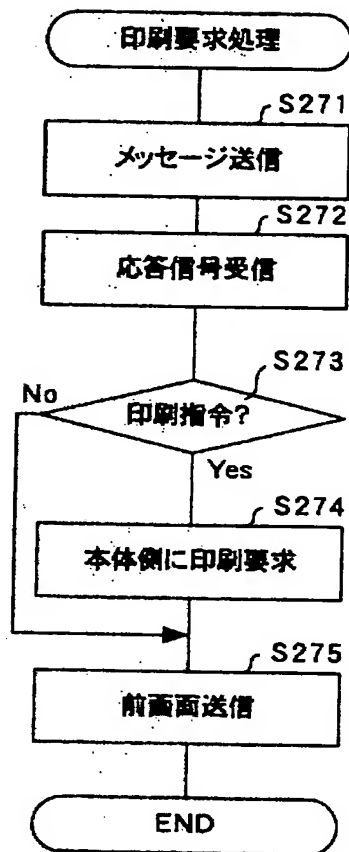 印刷要求処理
S271
メッセージ送信
S272
応答信号受信
S273
No
印刷指令?
Yes
S274
本体側に印刷要求
S275
前画面送信
END